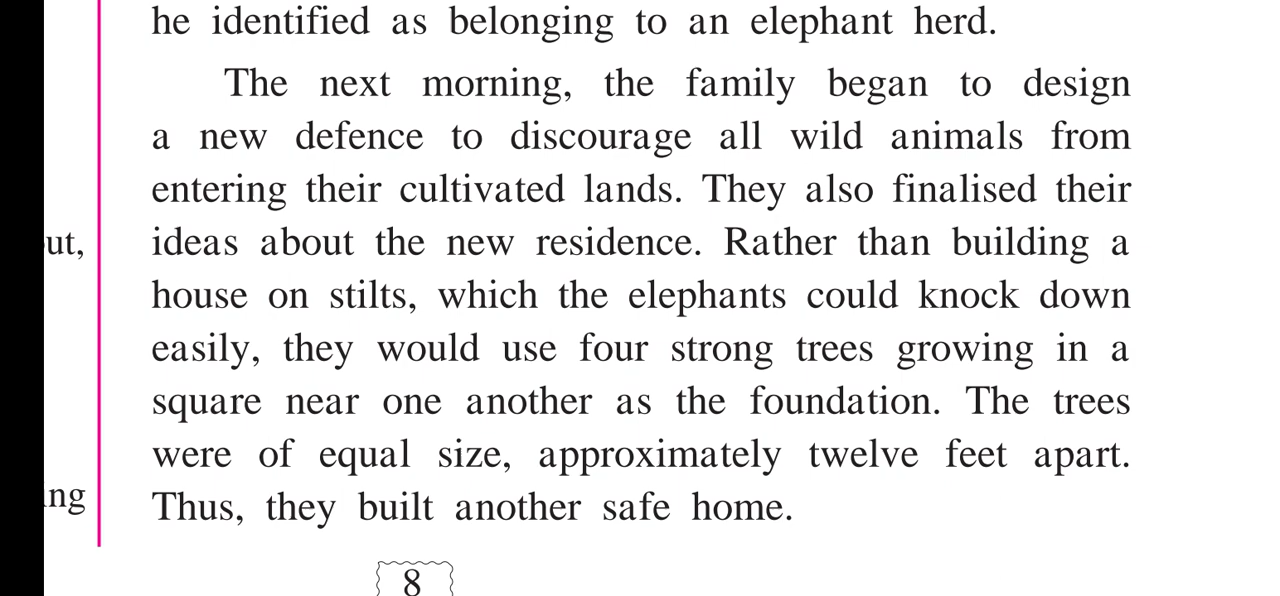 he identified as belonging to an elephant herd.
The next morning, the family began to design
a new defence to discourage all wild animals from
entering their cultivated lands. They also finalised their
ideas about the new residence. Rather than building a
house on stilts, which the elephants could knock down
easily, they would use four strong trees growing in a
square near one another as the foundation. The trees
were of equal size, approximately twelve feet apart.
Thus, they built another safe home.
8